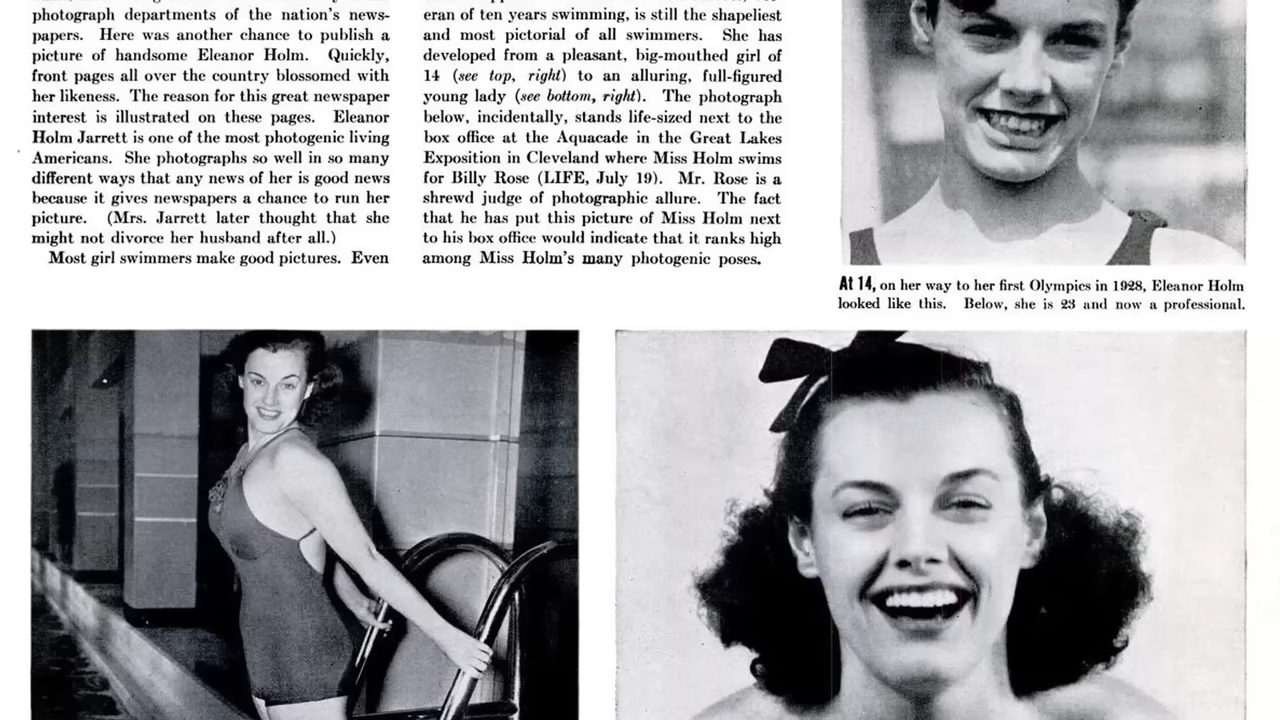 photograph departments of the nation's news-
papers. Here was another chance to publish a
picture of handsome Eleanor Holm. Quickly,
front pages all over the country blossomed with
her likeness. The reason for this great newspaper
interest is illustrated on these pages. Eleanor
Holm Jarrett is one of the most photogenic living
Americans. She photographs so well in so many
different ways that any news of her is good news
because it gives newspapers a chance to run her
picture. (Mrs. Jarrett later thought that she
might not divorce her husband after all.)
Most girl swimmers make good pictures. Even
eran of ten years swimming, is still the shapeliest
and most pictorial of all swimmers. She has
developed from a pleasant, big-mouthed girl of
14 (see top, right) to an alluring, full-figured
young lady (see bottom, right). The photograph
below, incidentally, stands life-sized next to the
box office at the Aquacade in the Great Lakes
Exposition in Cleveland where Miss Holm swims
for Billy Rose (LIFE, July 19). Mr. Rose is a
shrewd judge of photographic allure. The fact
that he has put this picture of Miss Holm next
to his box office would indicate that it ranks high
among Miss Holm's many photogenic poses.
At 14, on her way to her first Olympics in 1928, Eleanor Holm
looked like this. Below, she is 23 and now a professional.